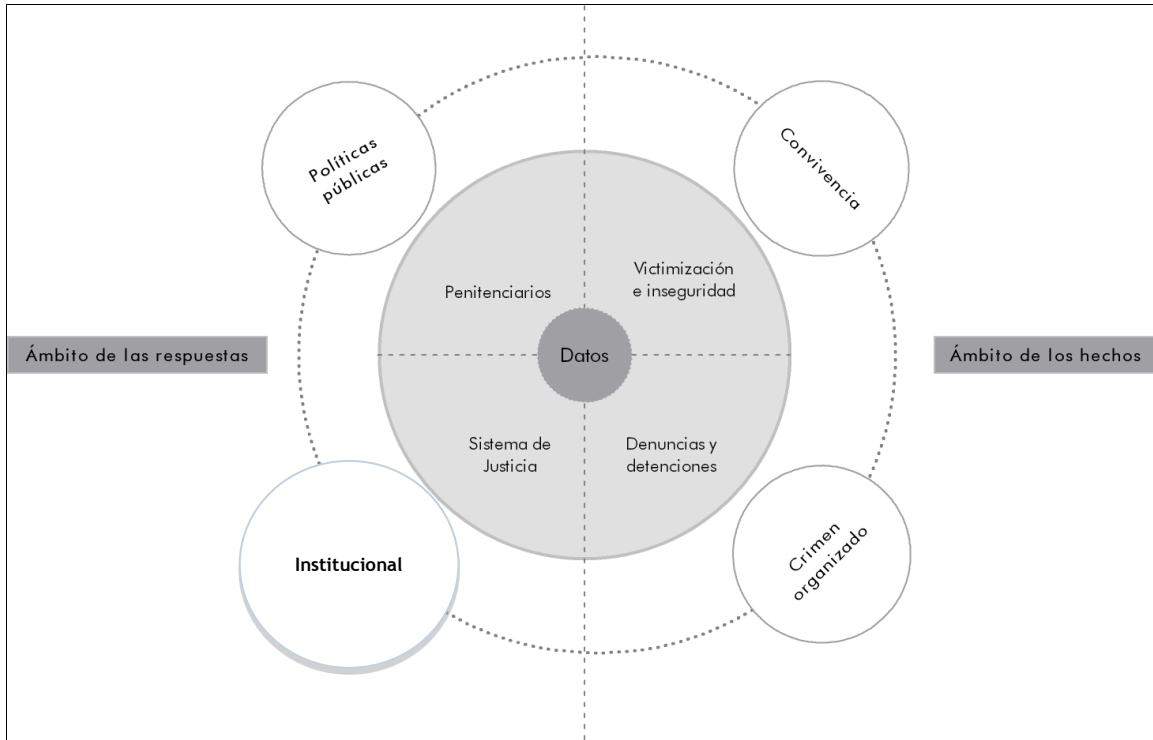 Políticas
públicas
Convivencia
Penitenciarios
Victimización
e inseguridad
Ámbito de las respuestas
Datos
Ámbito de los hechos
Sistema de
Justicia
Denuncias y
detenciones
Institucional
Crimen
organizado